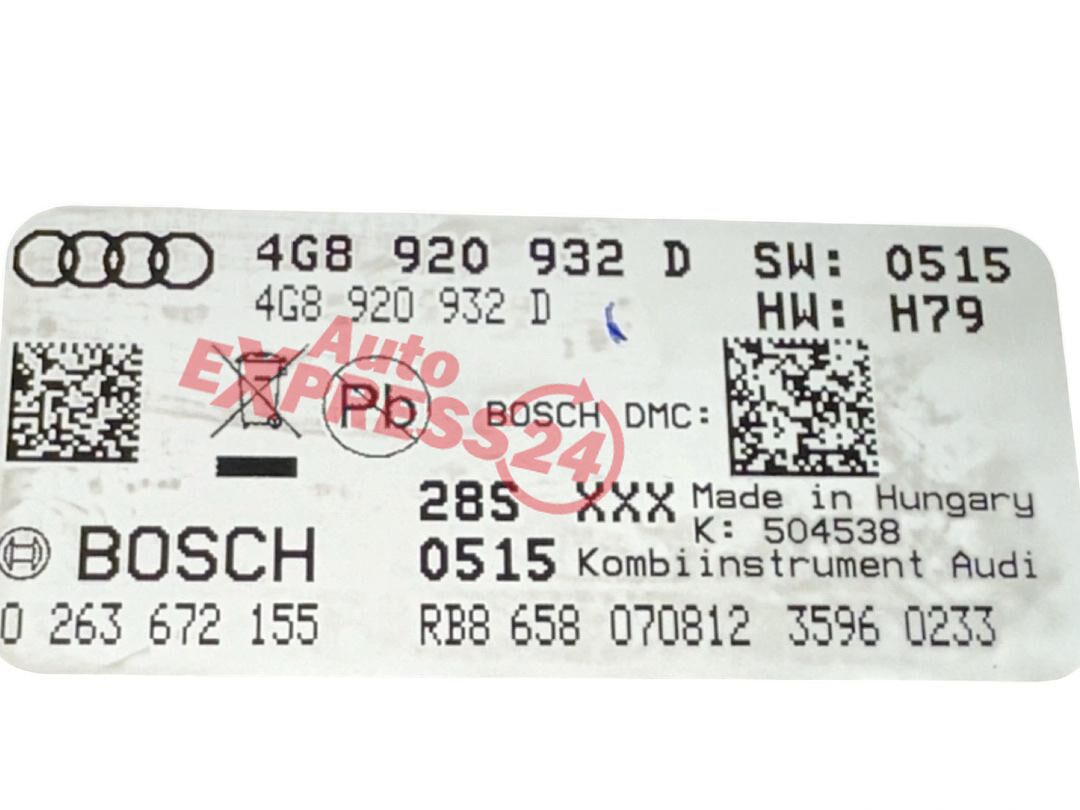 4G8 920 932 D SW: 0515
4G8 920 932 D HW: H79
Auto
EXPRESS24
Pb
BOSCH DMC:
28S XXX Made in Hungary
K: 504538
BOSCH 0515 Kombiinstrument Audi
0 263 672 155 RB8 658 070812 3596 0233